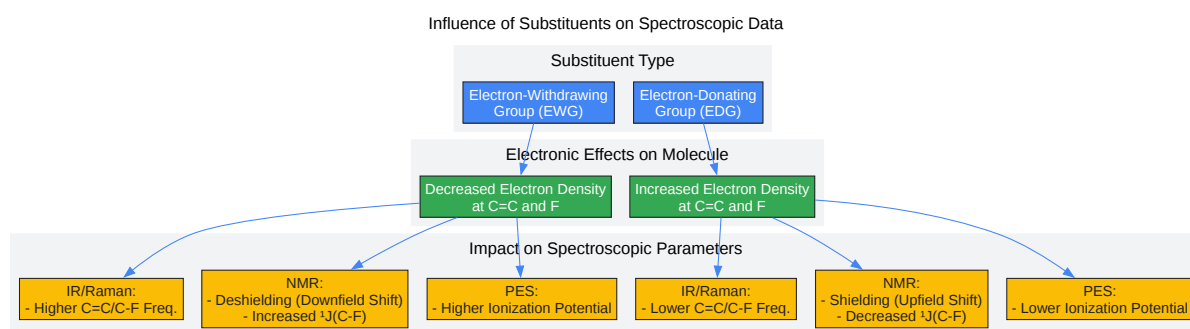 Influence of Substituents on Spectroscopic Data
Substituent Type
Electron-Withdrawing
Group (EWG)
Electron-Donating
Group (EDG)
Electronic Effects on Molecule
Decreased Electron Density
at C=C and F
Increased Electron Density
at C=C and F
Impact on Spectroscopic Parameters
IR/Raman:
- Higher C=C/C-F Freq.
NMR:
- Deshielding (Downfield Shift)
- Increased ¹J(C-F)
PES:
- Higher Ionization Potential
IR/Raman:
- Lower C=C/C-F Freq.
NMR:
- Shielding (Upfield Shift)
- Decreased ¹J(C-F)
PES:
- Lower Ionization Potential